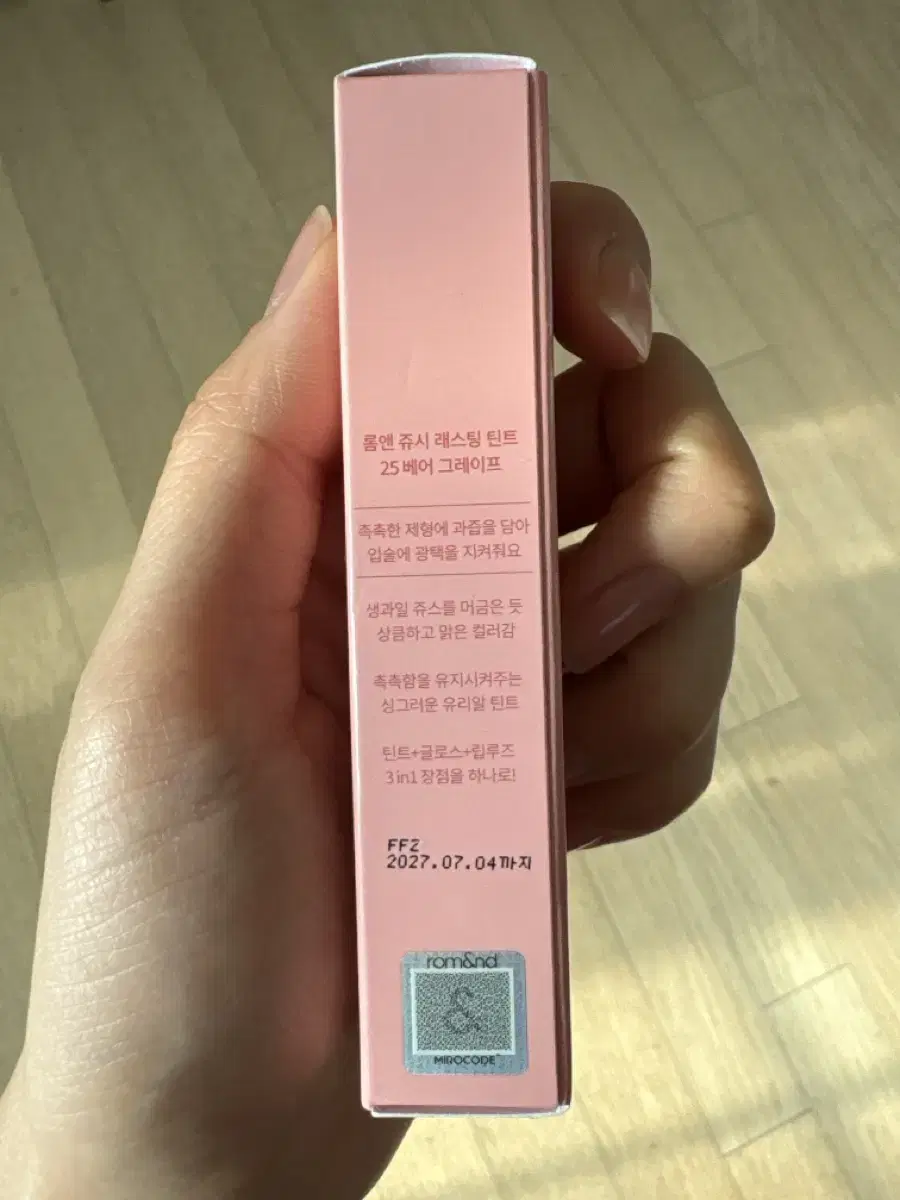 롬앤 쥬시 래스팅 틴트
25 베어 그레이프
촉촉한 제형에 과즙을 담아
입술에 광택을 지켜줘요
생과일 쥬스를 머금은 듯
상큼하고 맑은 컬러감
촉촉함을 유지시켜주는
싱그러운 유리알 틴트
틴트+글로스+립루즈
3 in1 장점을 하나로!
FF2
2027.07.04까지
rom&nd
&
MIROCODE